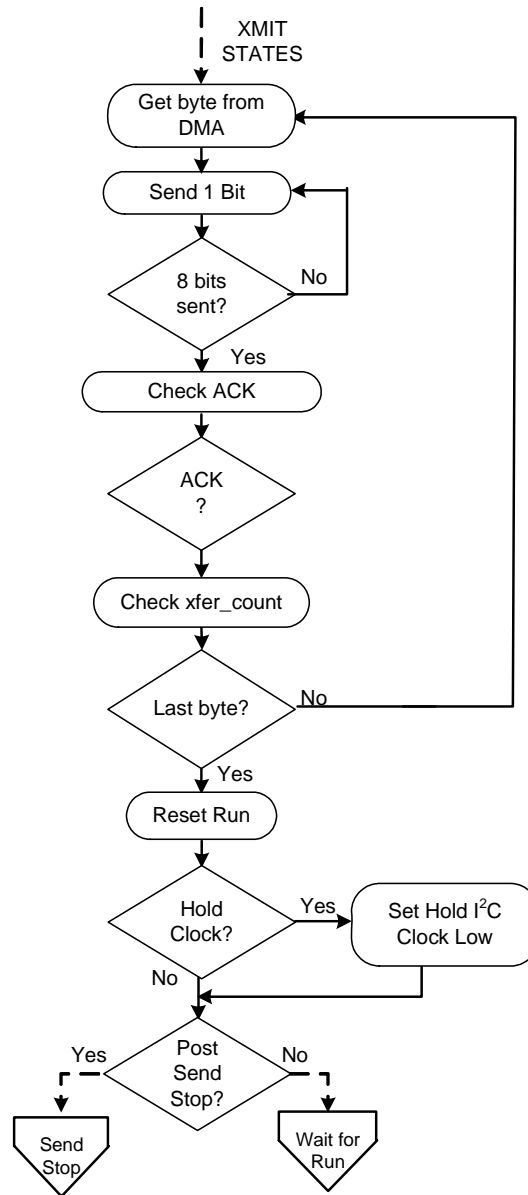 XMIT
STATES
Get byte from
DMA
Send 1 Bit
8 bits
sent?
No
Yes
Check ACK
ACK
?
Check xfer_count
Last byte?
No
Yes
Reset Run
Hold
Clock?
Yes
Set Hold I²C
Clock Low
No
Post
Send
Stop?
Yes
No
Send
Stop
Wait for
Run